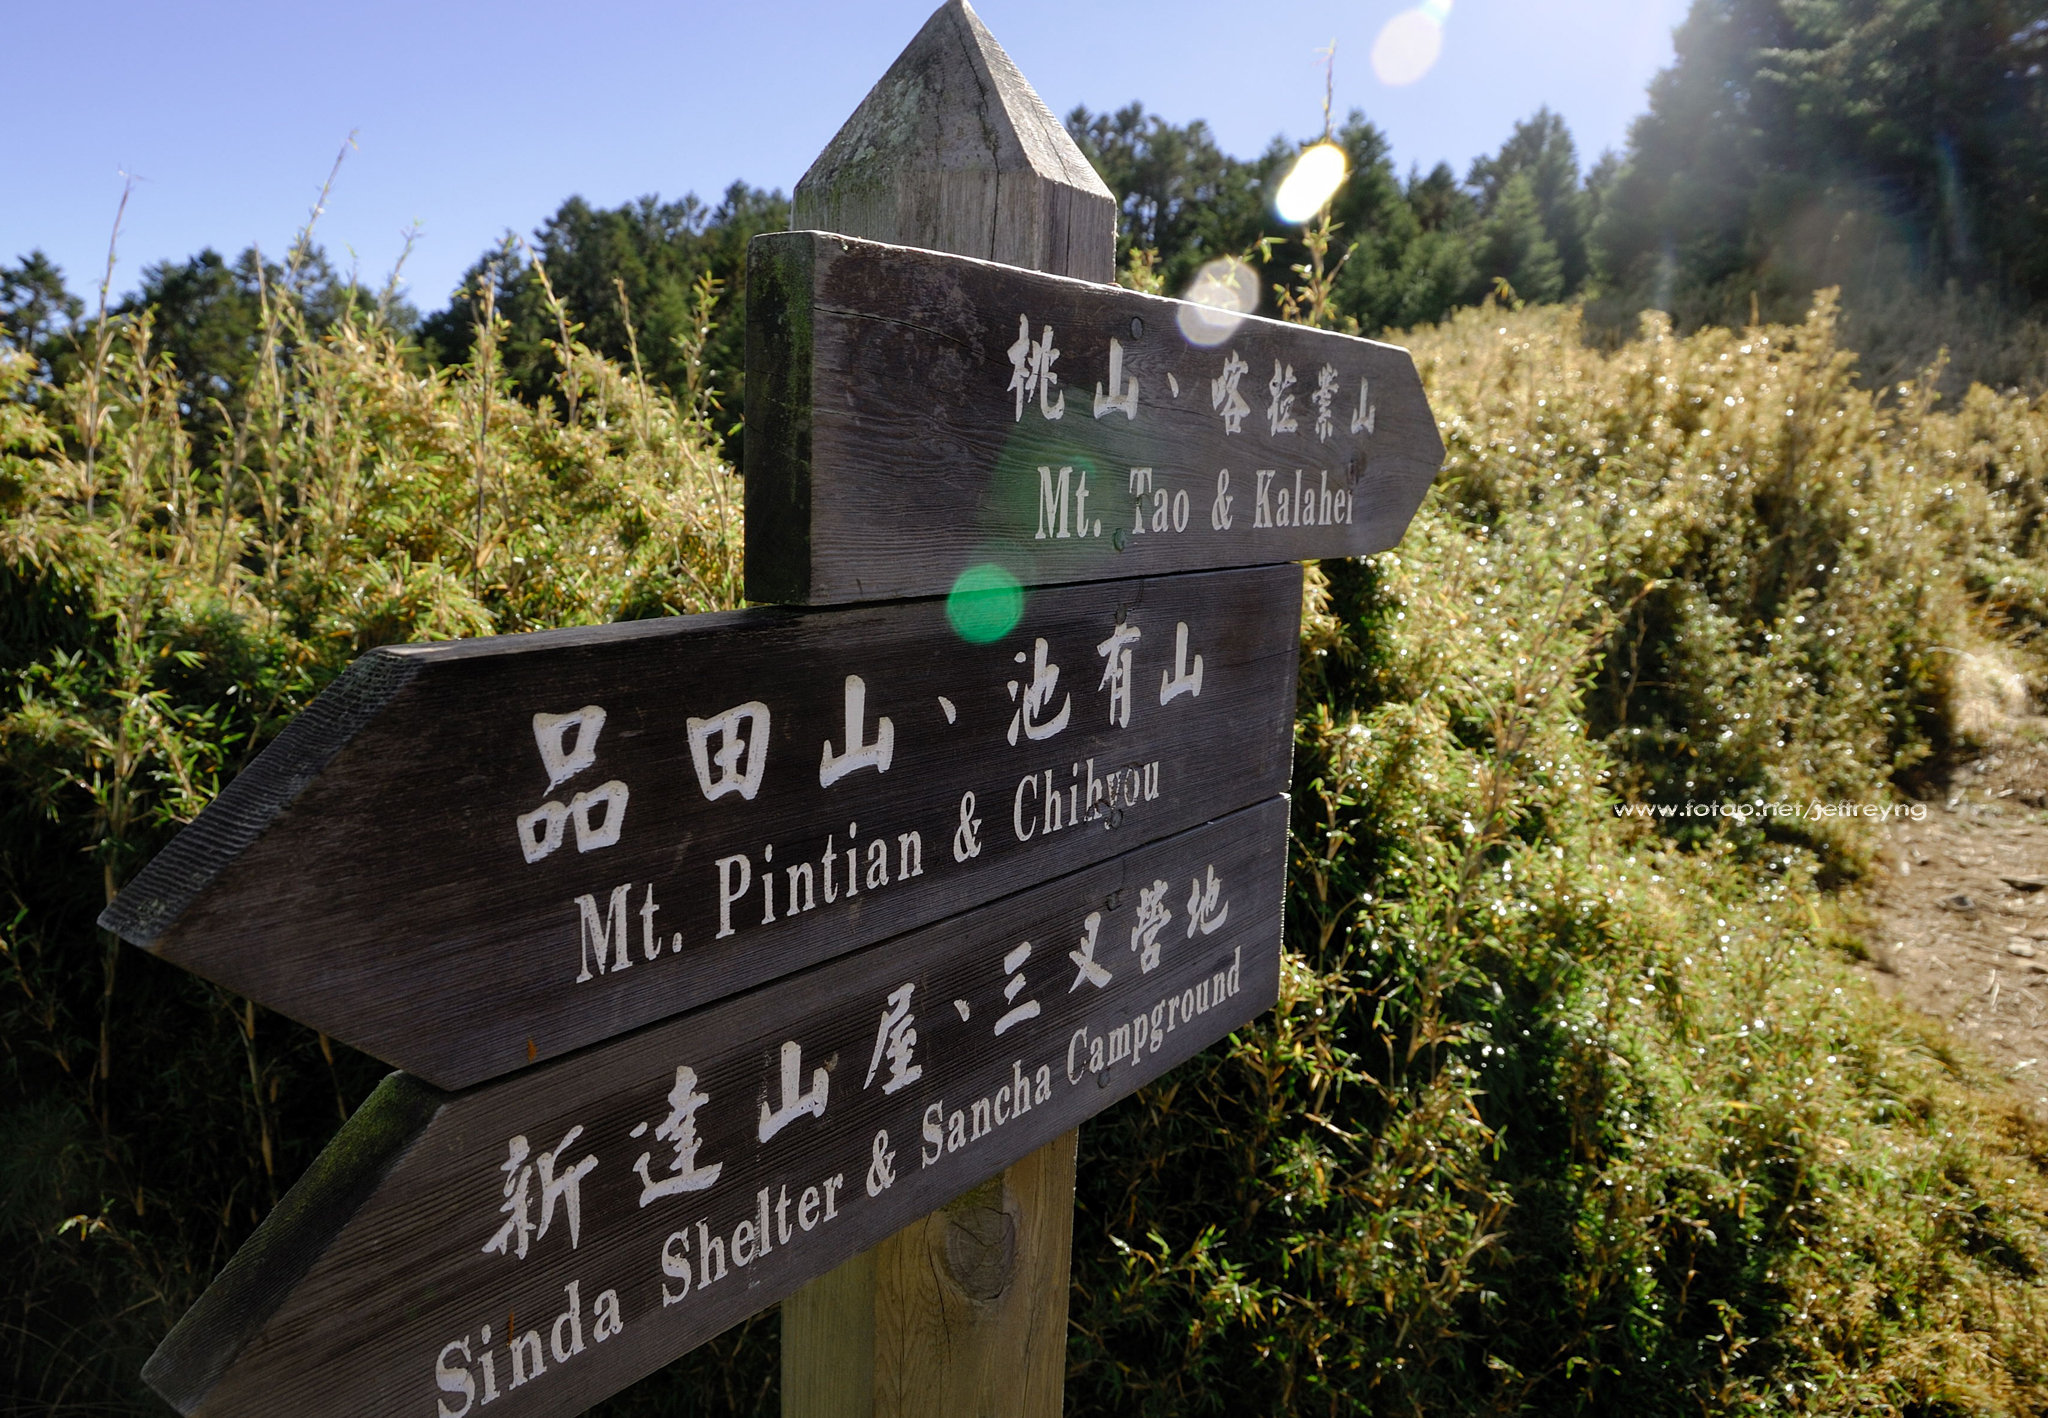 桃山、喀拉業山
Mt. Tao & Kalahei
品田山、池有山
Mt. Pintian & Chihyou
新達山屋、三叉營地
Sinda Shelter & Sancha Campground
www.fotop.net/jeffreyng